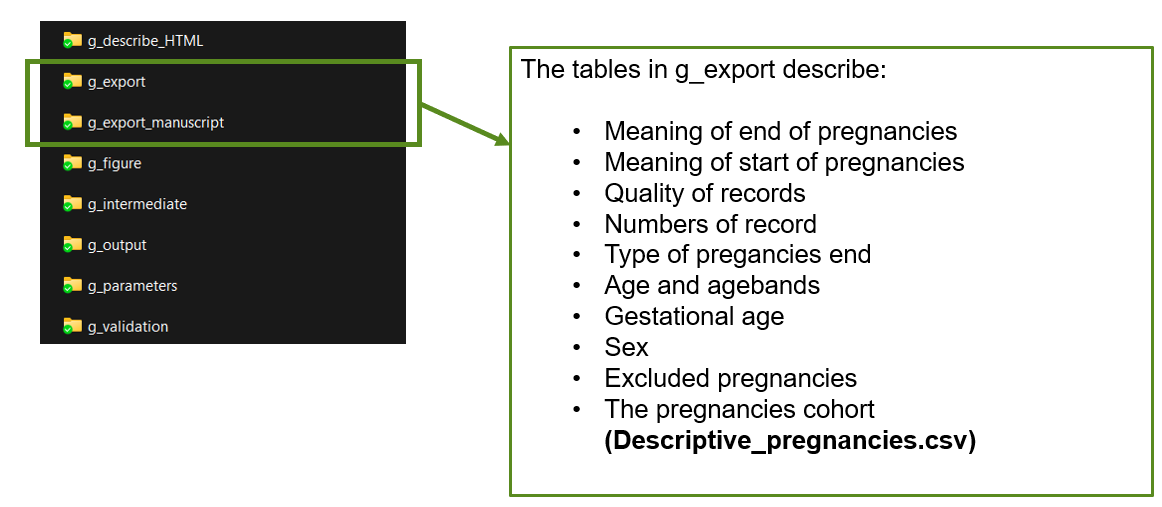 g_describe_HTML
g_export
g_export_manuscript
g_figure
g_intermediate
g_output
g_parameters
g_validation
The tables in g_export describe:
• Meaning of end of pregnancies
• Meaning of start of pregnancies
• Quality of records
• Numbers of record
• Type of pregancies end
• Age and agebands
• Gestational age
• Sex
• Excluded pregnancies
• The pregnancies cohort
(Descriptive_pregnancies.csv)